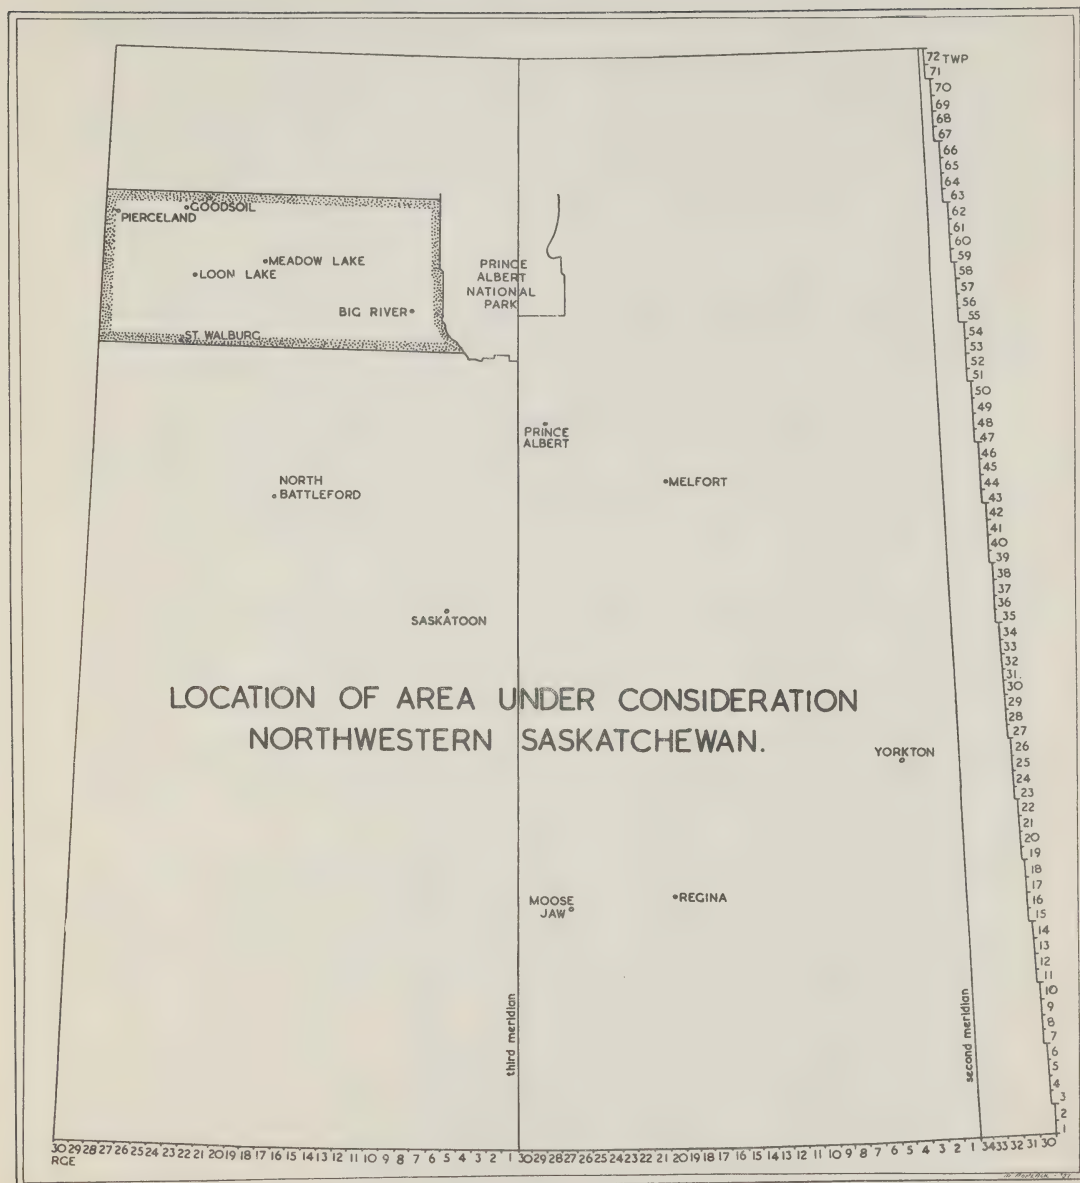 72 TWP
71
70
69
68
67
66
65
64
63
62
61
60
59
58
57
56
55
54
53
52
51
50
49
48
47
46
45
44
43
42
41
40
39
38
37
36
35
34
33
32
31.
30
29
28
27
26
25
24
23
22
21
20
19
18
17
16
15
14
13
12
11
10
9
8
7
6
5
4
3
2
1
GOODSOIL
PIERCELAND
MEADOW LAKE
LOON LAKE
BIG RIVER
ST. WALBURG
PRINCE
ALBERT
NATIONAL
PARK
PRINCE
ALBERT
NORTH
BATTLEFORD
MELFORT
SASKATOON
LOCATION OF AREA UNDER CONSIDERATION
NORTHWESTERN SASKATCHEWAN.
YORKTON
MOOSE
JAW
REGINA
third meridian
second meridian
30 29 28 27 26 25 24 23 22 21 20 19 18 17 16 15 14 13 12 11 10 9 8 7 6 5 4 3 2 1 30 29 28 27 26 25 24 23 21 20 19 18 17 16 15 14 13 12 11 10 9 8 7 6 5 4 3 2 1 34 33 32 31 30
RGE